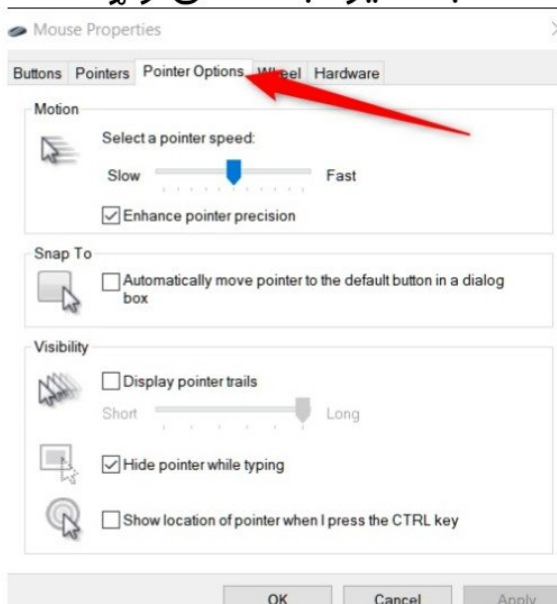 Mouse Properties
Buttons Pointers Pointer Options Wheel Hardware
Motion
Select a pointer speed:
Slow Fast
Enhance pointer precision
Snap To
Automatically move pointer to the default button in a dialog
box
Visibility
Display pointer trails
Short Long
Hide pointer while typing
Show location of pointer when I press the CTRL key
OK Cancel Apply